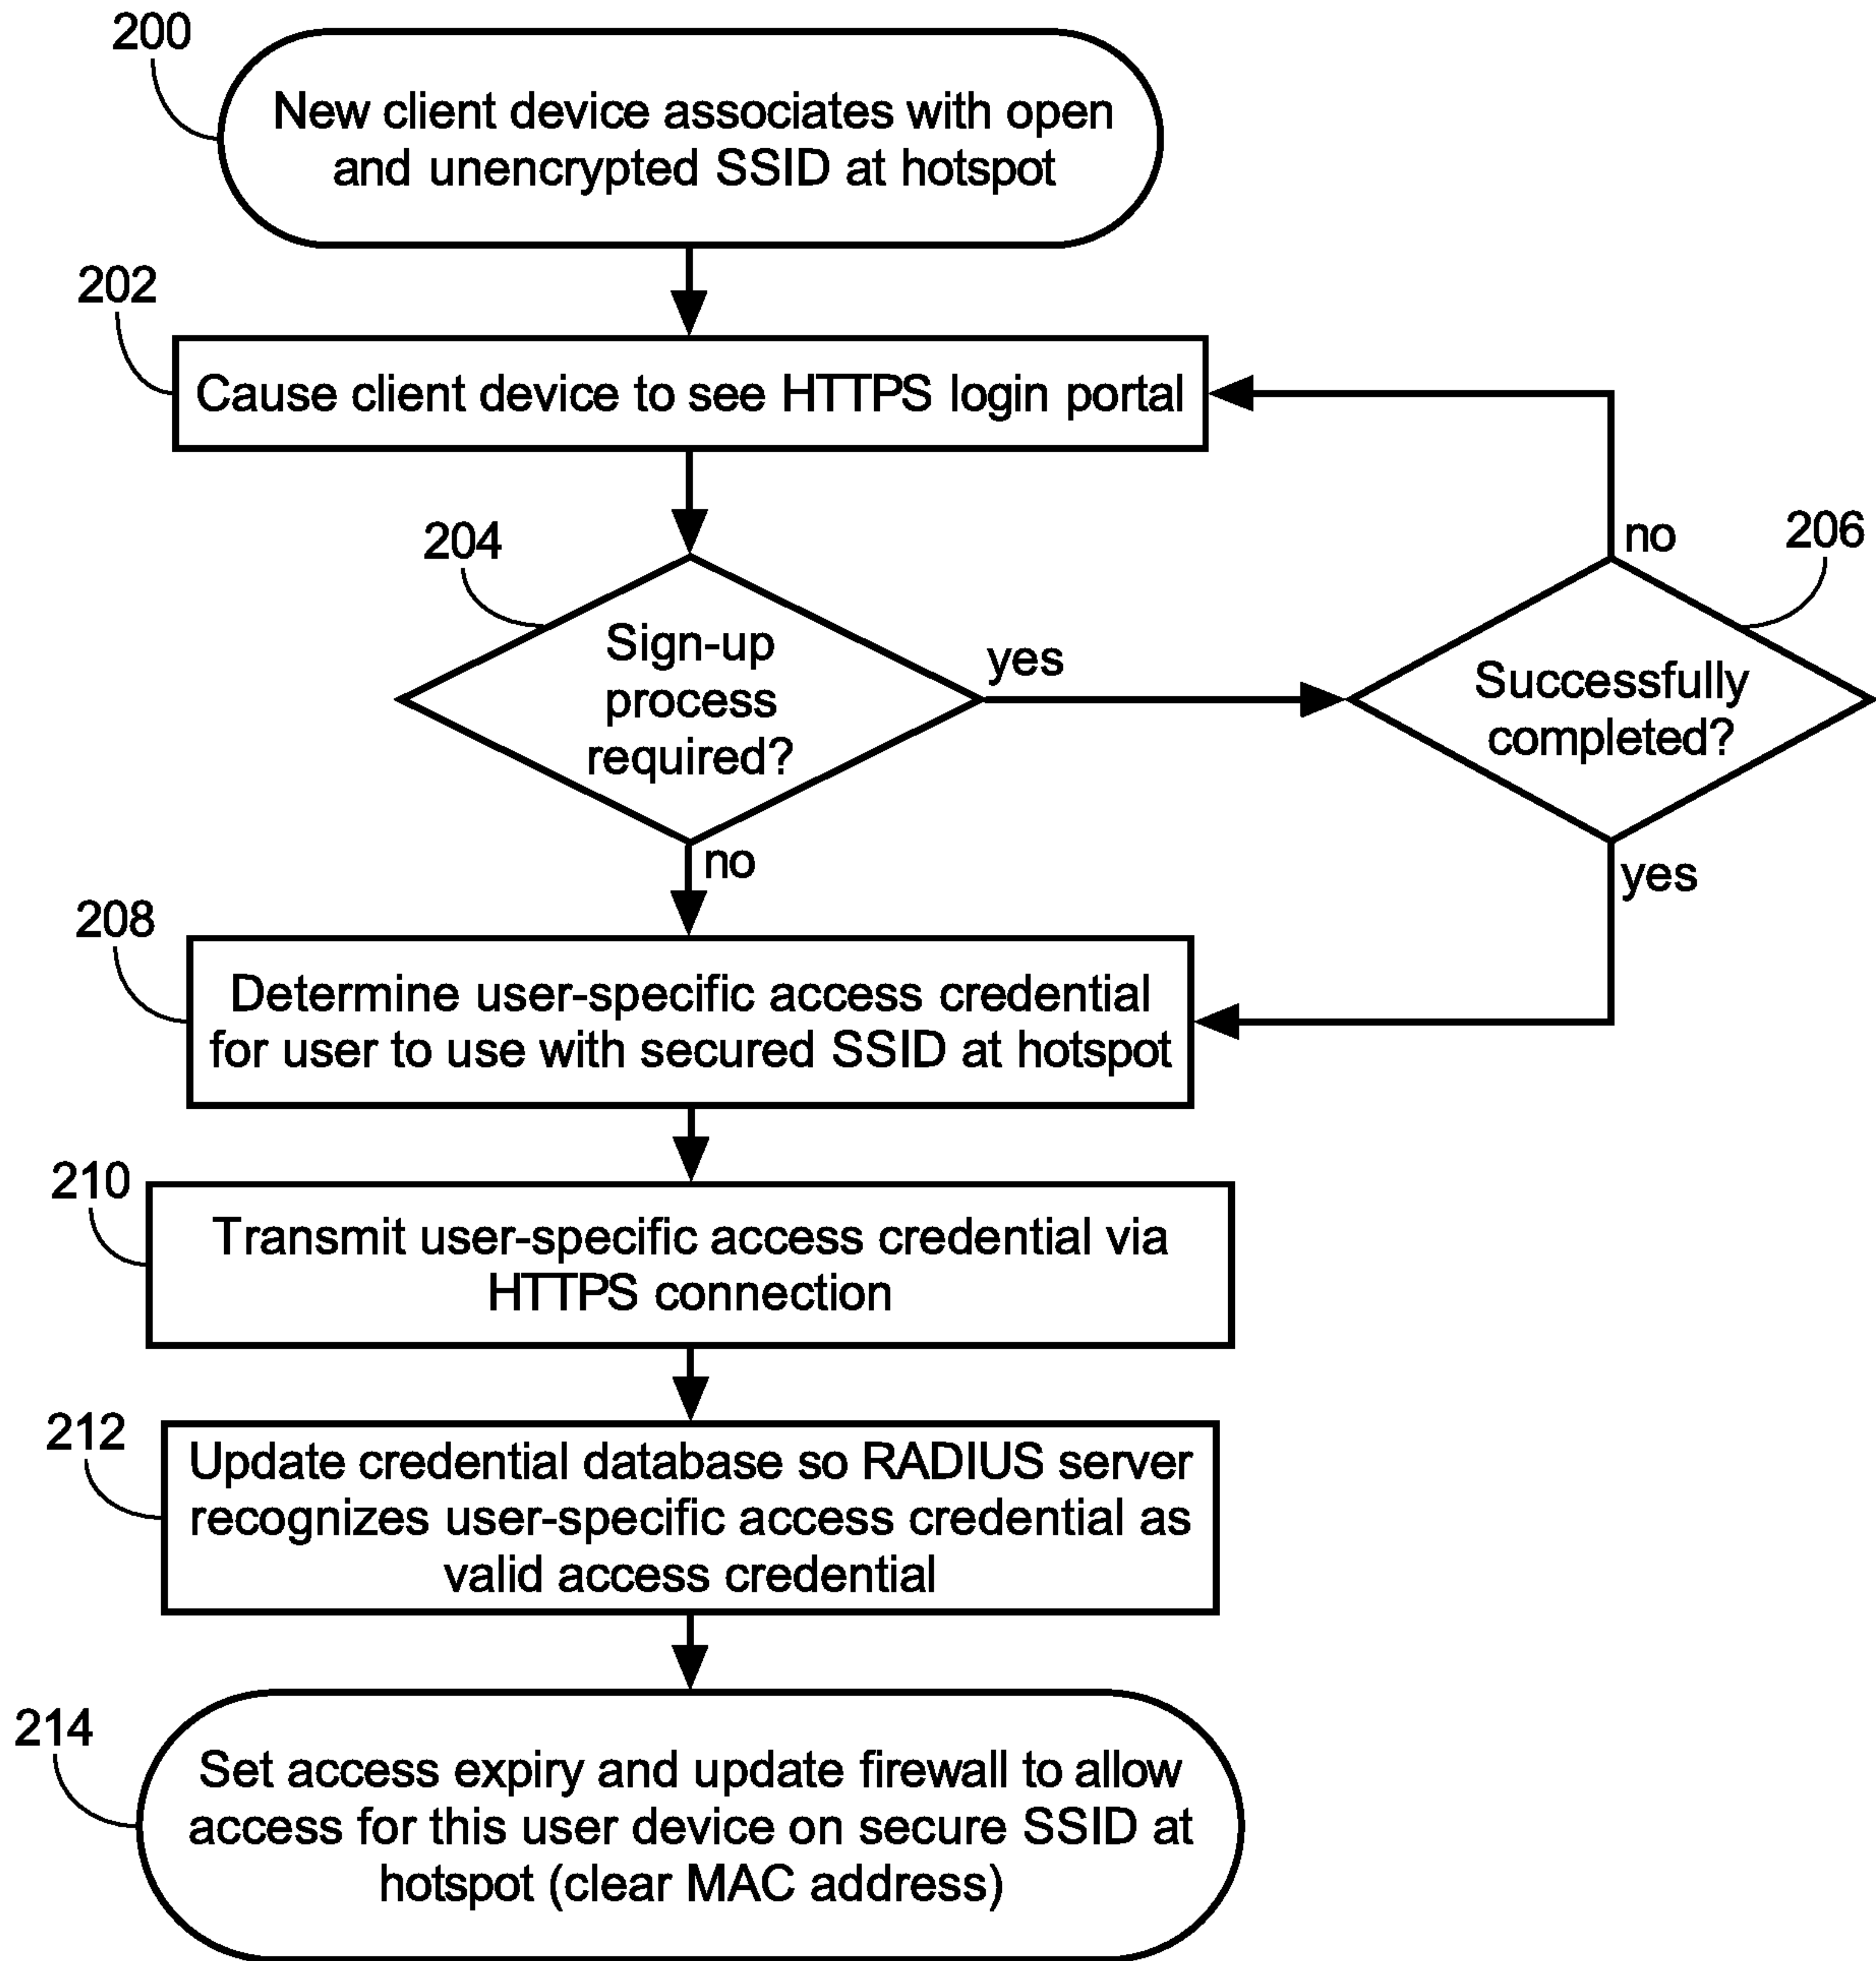 200
New client device associates with open
and unencrypted SSID at hotspot
202
Cause client device to see HTTPS login portal
204
Sign-up
process
required?
yes
no
206
Successfully
completed?
no
yes
208
Determine user-specific access credential
for user to use with secured SSID at hotspot
210
Transmit user-specific access credential via
HTTPS connection
212
Update credential database so RADIUS server
recognizes user-specific access credential as
valid access credential
214
Set access expiry and update firewall to allow
access for this user device on secure SSID at
hotspot (clear MAC address)